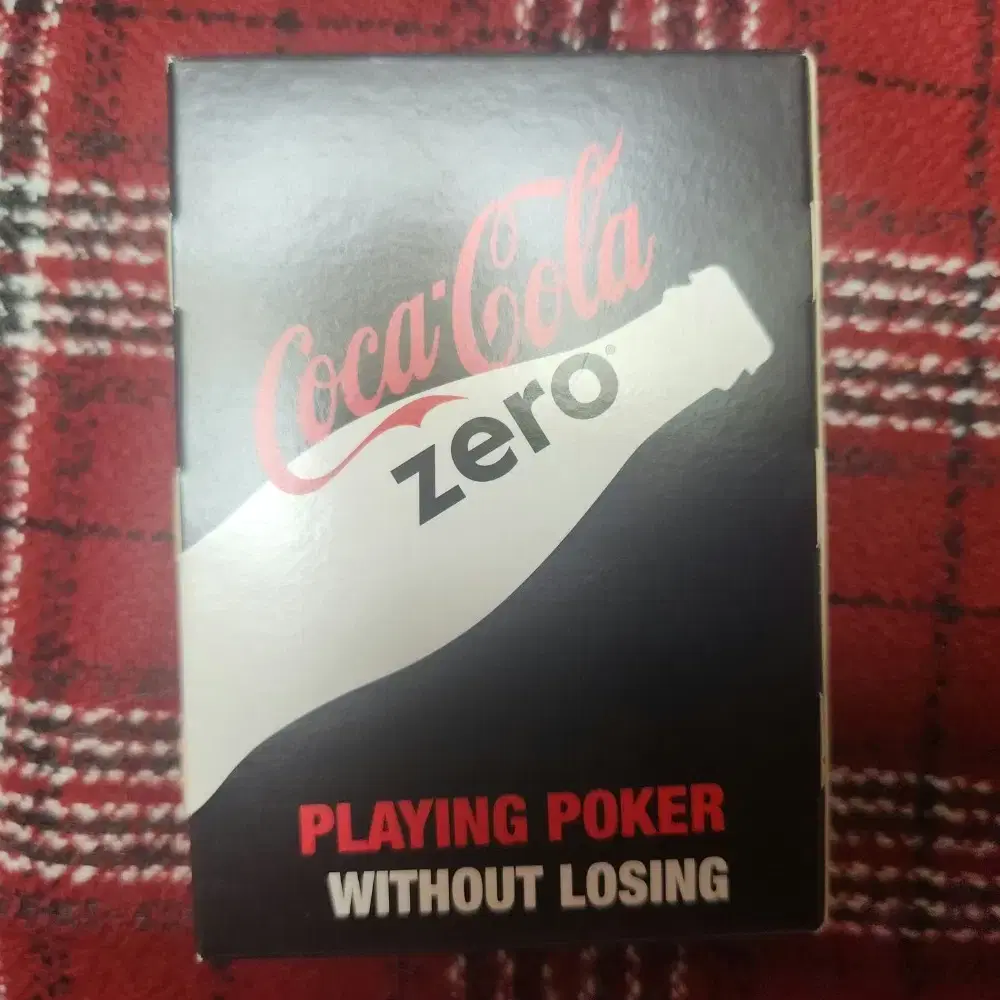 Coca-Cola
zero®
PLAYING POKER
WITHOUT LOSING